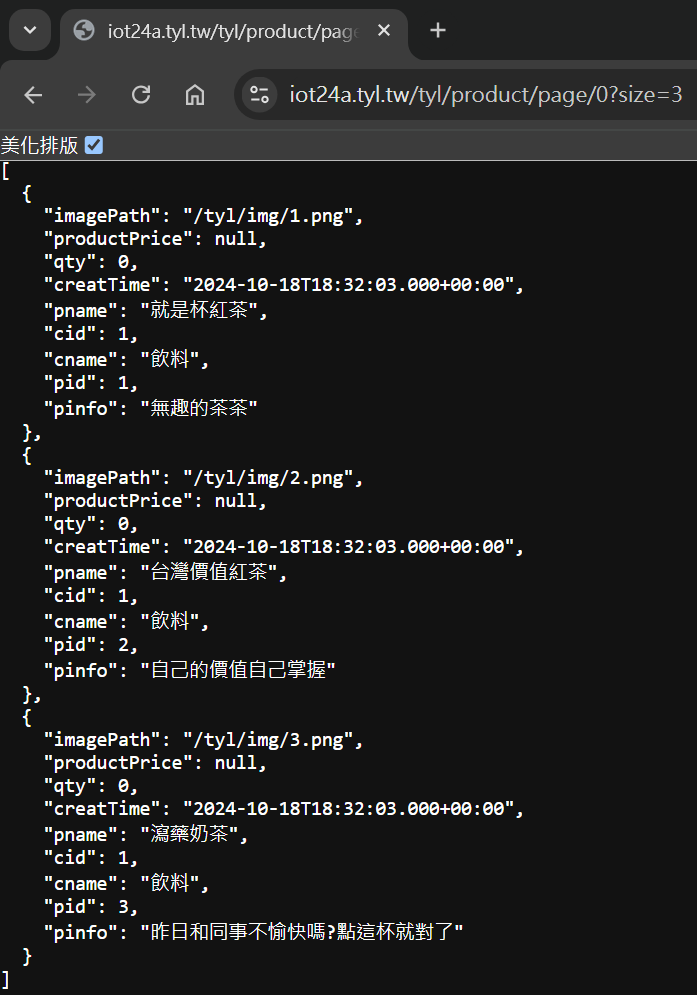 iot24a.tyl.tw/tyl/product/page
iot24a.tyl.tw/tyl/product/page/0?size=3
美化排版
[
  {
    "imagePath": "/tyl/img/1.png",
    "productPrice": null,
    "qty": 0,
    "creatTime": "2024-10-18T18:32:03.000+00:00",
    "pname": "就是杯紅茶",
    "cid": 1,
    "cname": "飲料",
    "pid": 1,
    "pinfo": "無趣的茶茶"
  },
  {
    "imagePath": "/tyl/img/2.png",
    "productPrice": null,
    "qty": 0,
    "creatTime": "2024-10-18T18:32:03.000+00:00",
    "pname": "台灣價值紅茶",
    "cid": 1,
    "cname": "飲料",
    "pid": 2,
    "pinfo": "自己的價值自己掌握"
  },
  {
    "imagePath": "/tyl/img/3.png",
    "productPrice": null,
    "qty": 0,
    "creatTime": "2024-10-18T18:32:03.000+00:00",
    "pname": "瀉藥奶茶",
    "cid": 1,
    "cname": "飲料",
    "pid": 3,
    "pinfo": "昨日和同事不愉快嗎?點這杯就對了"
  }
]